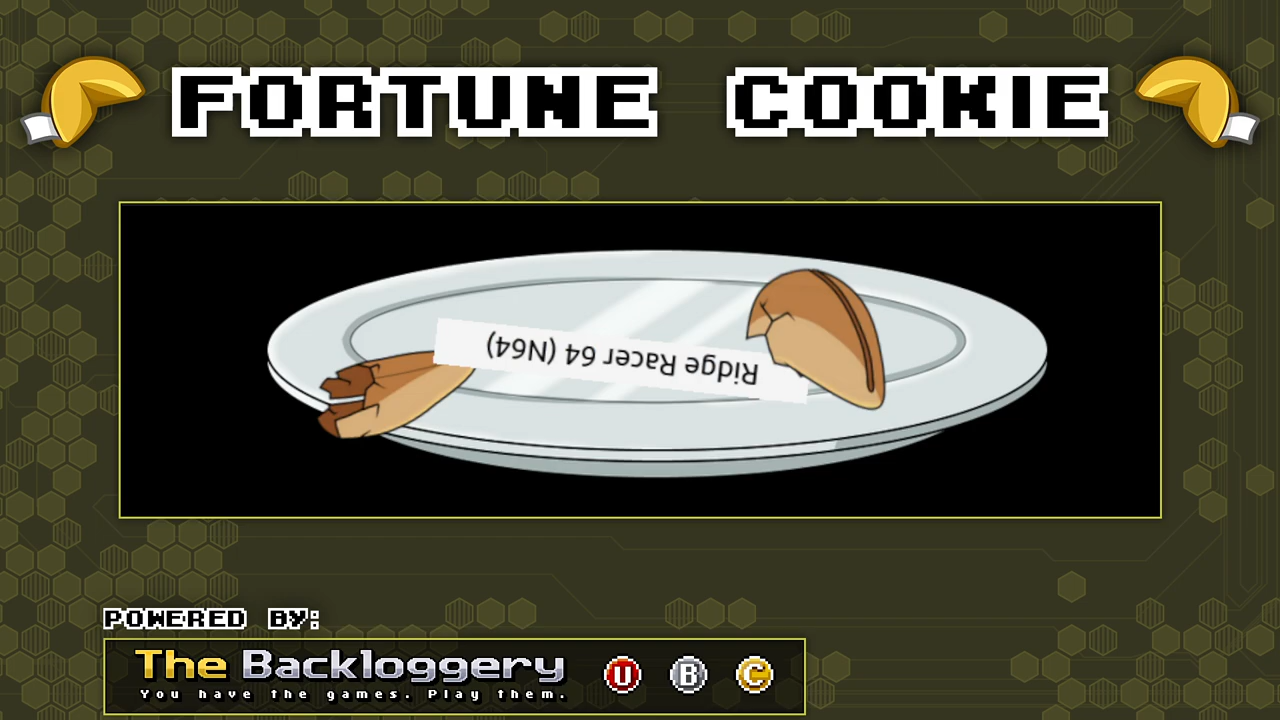 FORTUNE COOKIE
Ridge Racer 64 (N64)
POWERED BY:
The Backloggery
You have the games. Play them.
U B C